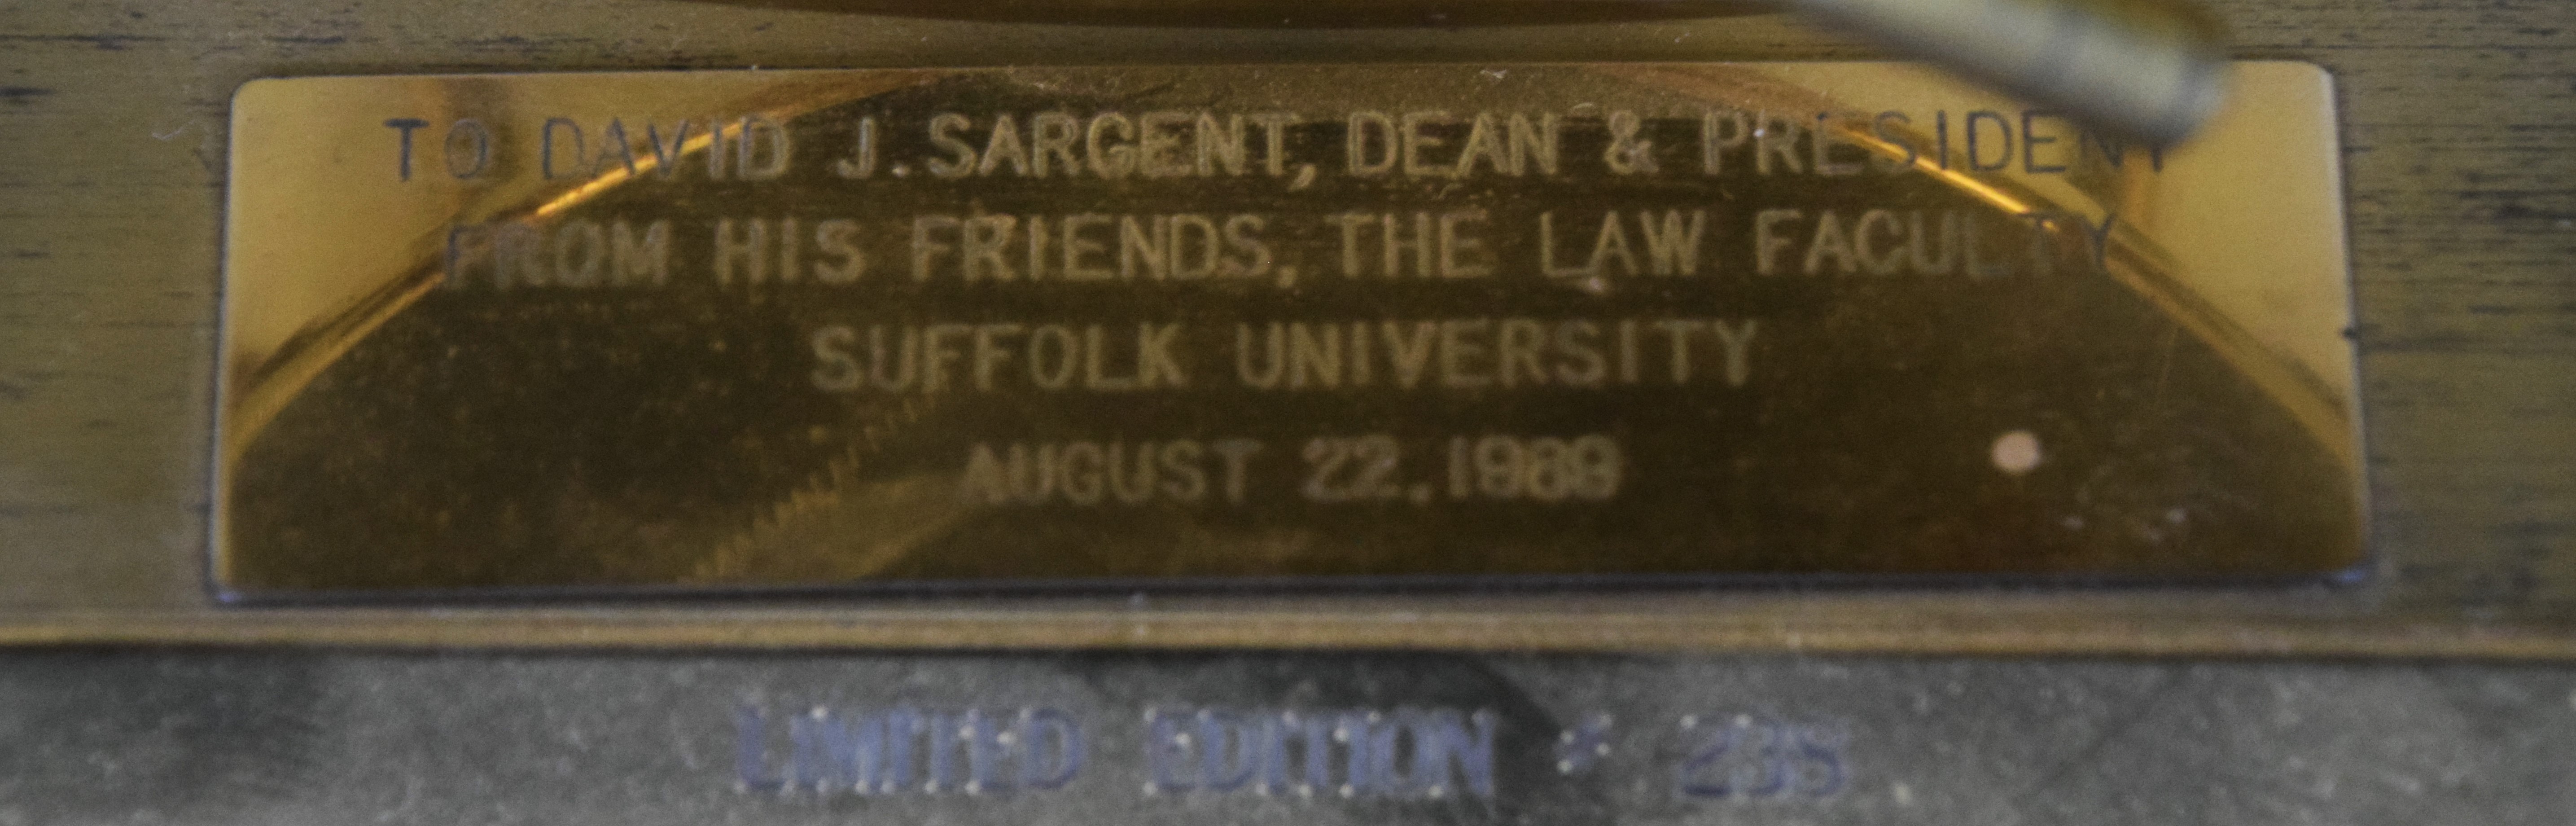 TO DAVID J. SARGENT, DEAN & PRESIDENT
FROM HIS FRIENDS, THE LAW FACULTY
SUFFOLK UNIVERSITY
AUGUST 22, 1989
LIMITED EDITION # 235